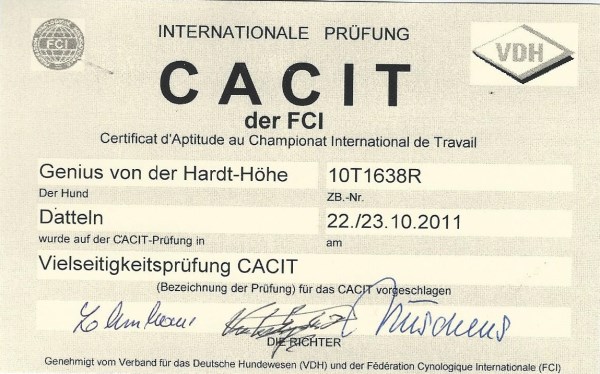 FCI
INTERNATIONALE PRÜFUNG
VDH
CACIT
der FCI
Certificat d'Aptitude au Championat International de Travail
Genius von der Hardt-Höhe 10T1638R
Der Hund ZB.-Nr.
Datteln 22./23.10.2011
wurde auf der CACIT-Prüfung in am
Vielseitigkeitsprüfung CACIT
(Bezeichnung der Prüfung) für das CACIT vorgeschlagen
DIE RICHTER
Genehmigt vom Verband für das Deutsche Hundewesen (VDH) und der Fédération Cynologique Internationale (FCI)